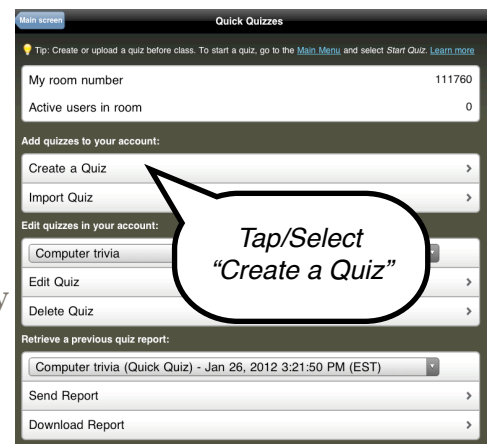 Main screen
Quick Quizzes
Tip: Create or upload a quiz before class. To start a quiz, go to the Main Menu and select Start Quiz. Learn more
My room number 111760
Active users in room 0
Add quizzes to your account:
Create a Quiz
Import Quiz
Edit quizzes in your account:
Computer trivia
Edit Quiz
Delete Quiz
Tap/Select
“Create a Quiz”
y
Retrieve a previous quiz report:
Computer trivia (Quick Quiz) - Jan 26, 2012 3:21:50 PM (EST)
Send Report
Download Report